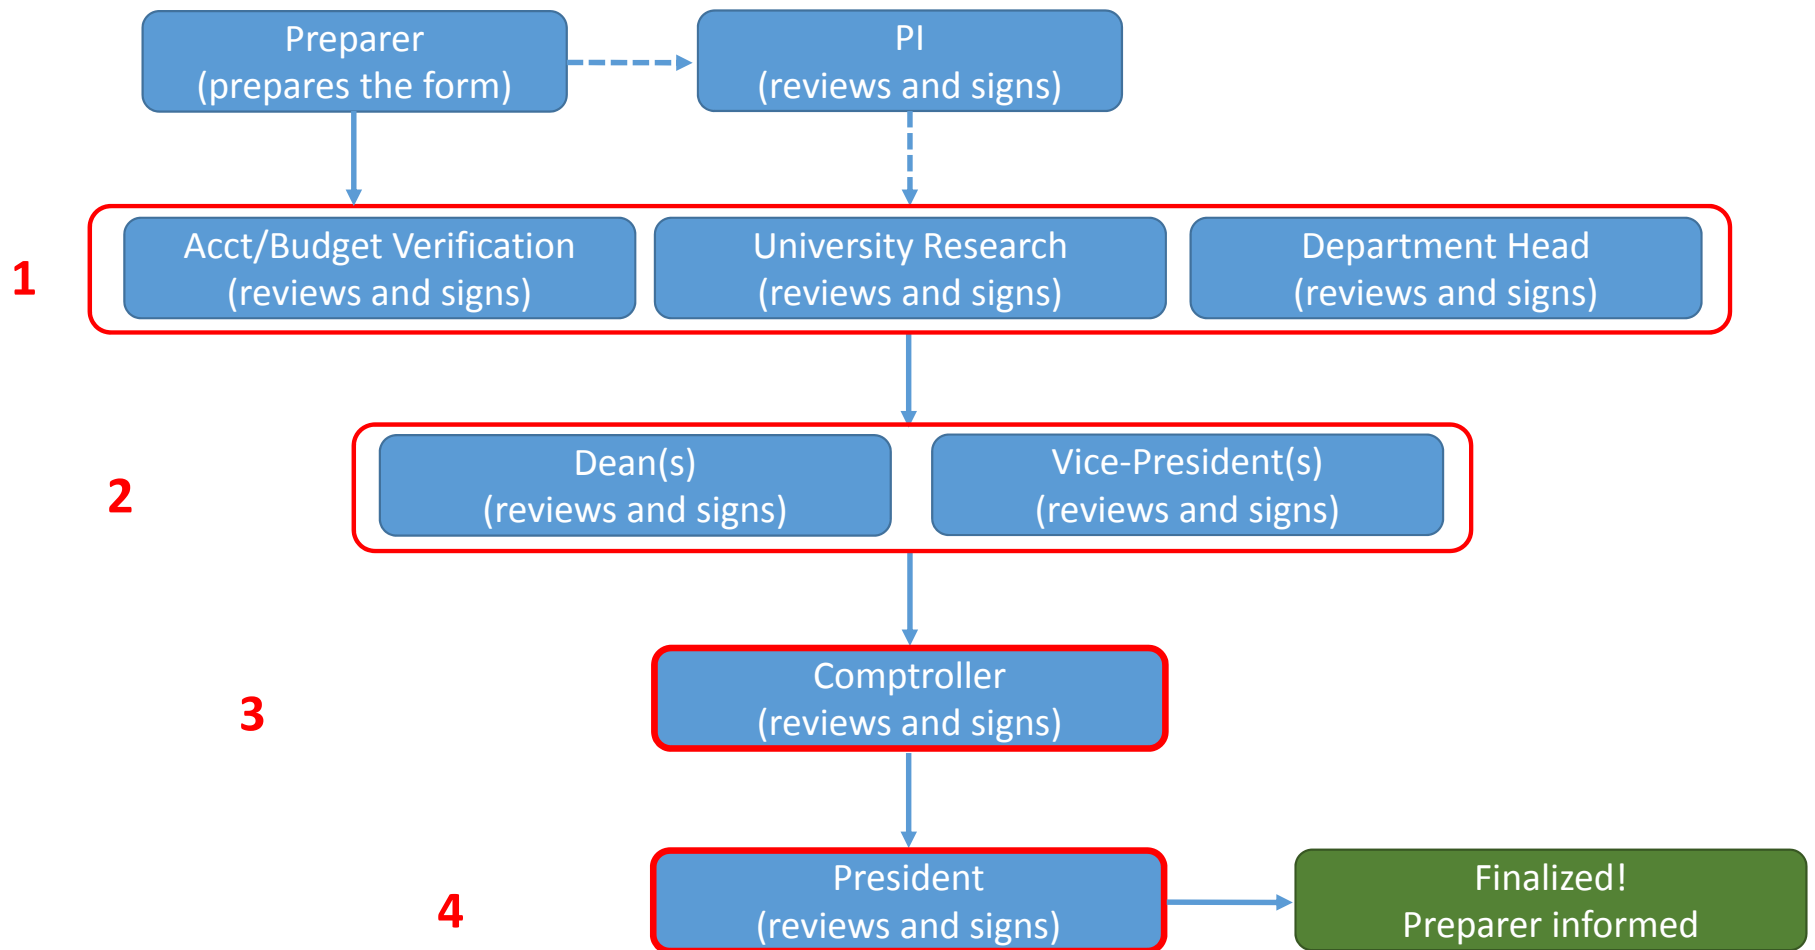 Preparer
(prepares the form)
PI
(reviews and signs)
1
Acct/Budget Verification
(reviews and signs)
University Research
(reviews and signs)
Department Head
(reviews and signs)
2
Dean(s)
(reviews and signs)
Vice-President(s)
(reviews and signs)
3
Comptroller
(reviews and signs)
4
President
(reviews and signs)
Finalized!
Preparer informed